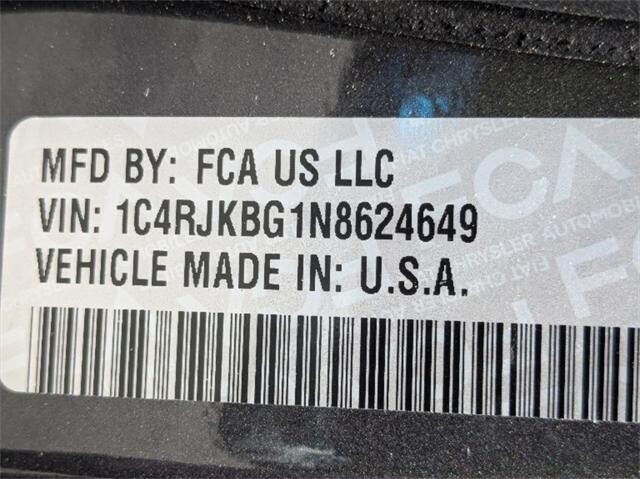 MFD BY: FCA US LLC
VIN: 1C4RJKBG1N8624649
VEHICLE MADE IN: U.S.A.